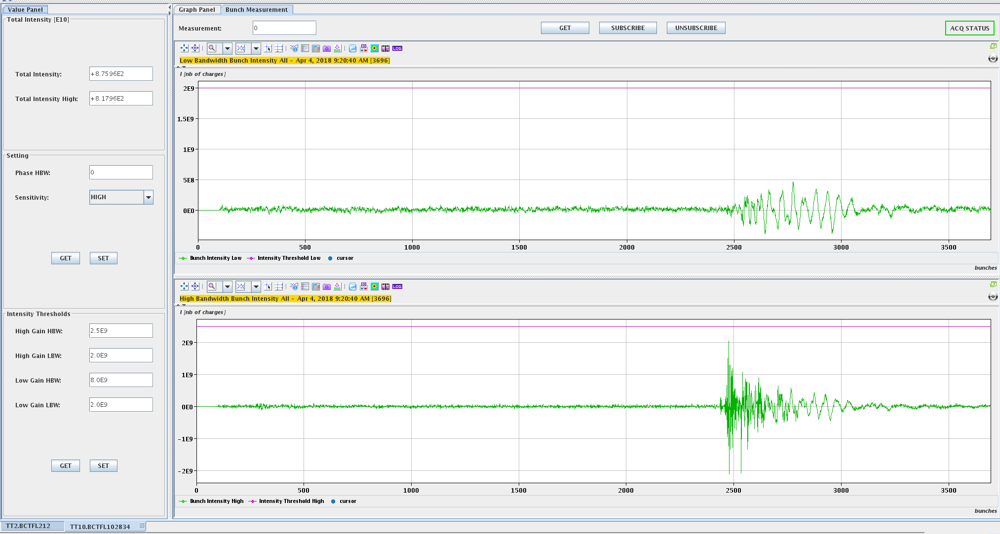 Value Panel
Total Intensity [E10]
Total Intensity: +8.7596E2
Total Intensity High: +8.1796E2
Setting
Phase HBW: 0
Sensitivity: HIGH
GET SET
Intensity Thresholds
High Gain HBW: 2.5E9
High Gain LBW: 2.0E9
Low Gain HBW: 8.0E9
Low Gain LBW: 2.0E9
GET SET
Graph Panel Bunch Measurement
Measurement: 0 GET SUBSCRIBE UNSUBSCRIBE ACQ STATUS
3D LOG
Low Bandwidth Bunch Intensity All - Apr 4, 2018 9:20:40 AM [3696]
I [nb of charges]
2E9
1.5E9
1E9
5E8
0E0
0 500 1000 1500 2000 2500 3000 3500
Bunch Intensity Low Intensity Threshold Low cursor
bunches
3D LOG
High Bandwidth Bunch Intensity All - Apr 4, 2018 9:20:40 AM [3696]
I [nb of charges]
2E9
1E9
0E0
-1E9
-2E9
0 500 1000 1500 2000 2500 3000 3500
Bunch Intensity High Intensity Threshold High cursor
bunches
TT2.BCTFI.212 TT10.BCTFI.102834